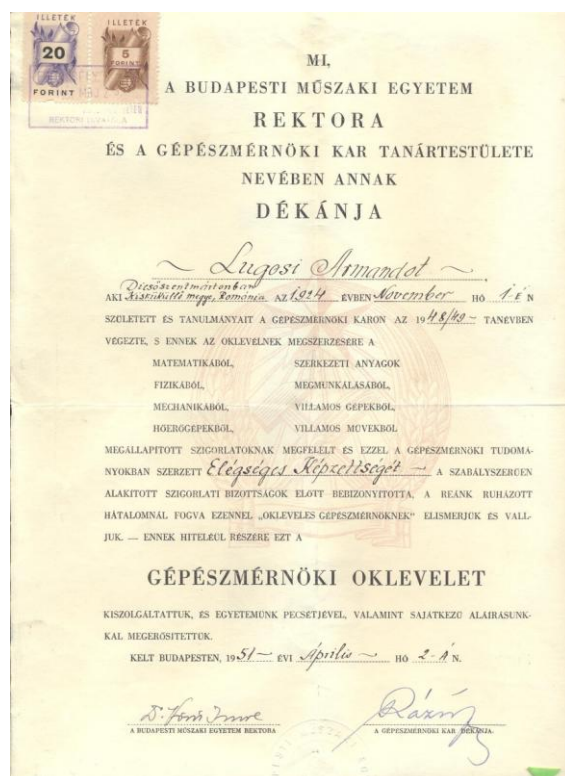 ILLETÉK ILLETÉK
20 5
FORINT FORINT
MI,
A BUDAPESTI MŰSZAKI EGYETEM
REKTORA
ÉS A GÉPÉSZMÉRNÖKI KAR TANÁRTESTÜLETE
NEVÉBEN ANNAK
DÉKÁNJA
~ Lugosi Armandot ~
Dicsőszentmártonban
AKI Kisküküllő megye, Románia AZ 1924 ÉVBEN November HÓ 1-É N
SZÜLETETT ÉS TANULMÁNYAIT A GÉPÉSZMÉRNÖKI KARON AZ 1948/49 - TANÉVBEN
VÉGEZTE, S ENNEK AZ OKLEVÉLNEK MEGSZERZÉSÉRE A
MATEMATIKÁBÓL, SZERKEZETI ANYAGOK
FIZIKÁBÓL, MEGMUNKÁLÁSÁBÓL,
MECHANIKÁBÓL, VILLAMOS GÉPEKBŐL,
HŐERŐGÉPEKBŐL, VILLAMOS MŰVEKBŐL
MEGÁLLAPÍTOTT SZIGORLATOKNAK MEGFELELT ÉS EZZEL A GÉPÉSZMÉRNÖKI TUDOMÁ-
NYOKBAN SZERZETT Elégséges Képzettségét ~ A SZABÁLYSZERŰEN
ALAKÍTOTT SZIGORLATI BIZOTTSÁGOK ELŐTT BEBIZONYÍTOTTA, A REÁNK RUHÁZOTT
HATALOMNÁL FOGVA EZENNEL „OKLEVELES GÉPÉSZMÉRNÖKNEK" ELISMERJÜK ÉS VALL-
JUK. — ENNEK HITELÉÜL RÉSZÉRE EZT A
GÉPÉSZMÉRNÖKI OKLEVELET
KISZOLGÁLTATTUK, ÉS EGYETEMÜNK PECSÉTJÉVEL, VALAMINT SAJÁTKEZŰ ALÁÍRÁSUNK-
KAL MEGERŐSÍTETTÜK.
KELT BUDAPESTEN, 1951 - ÉVI Április ~ HÓ 2-Á N.
A BUDAPESTI MŰSZAKI EGYETEM REKTORA A GÉPÉSZMÉRNÖKI KAR DÉKÁNJA.